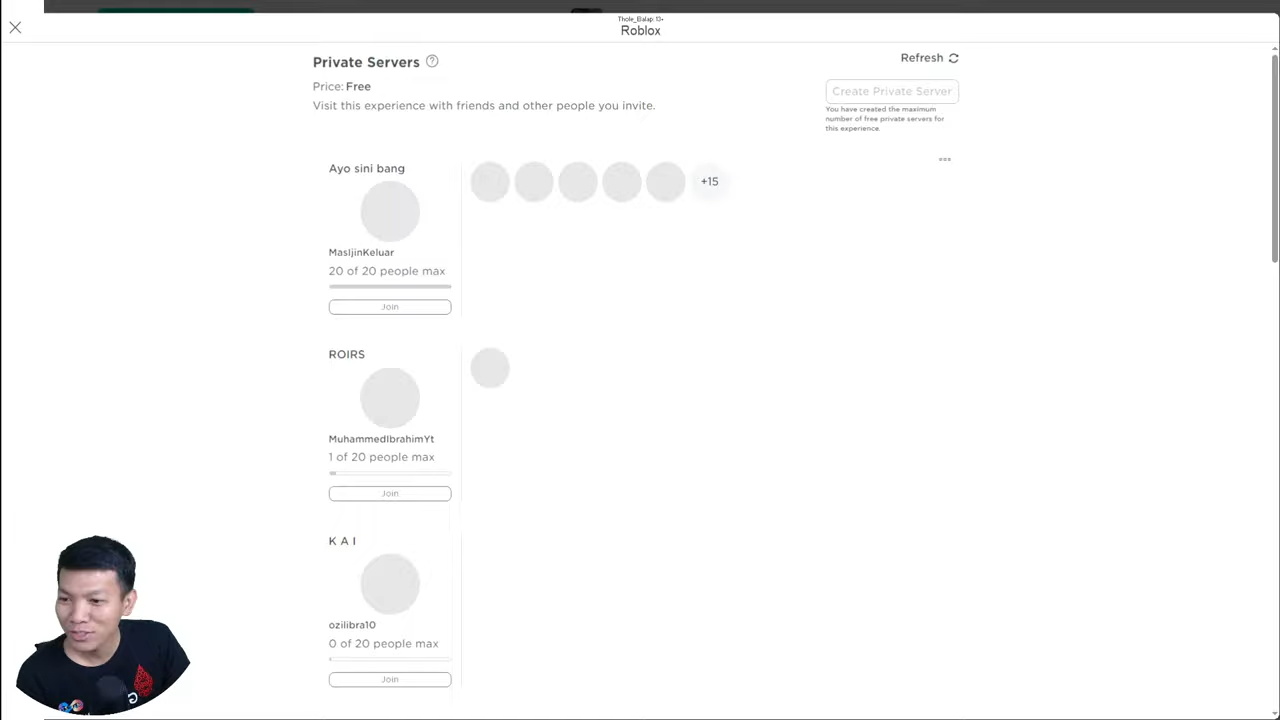 Thole_Elalap: 13+
Roblox
Private Servers
Refresh
Price: Free
Visit this experience with friends and other people you invite.
Create Private Server
You have created the maximum
number of free private servers for
this experience.
Ayo sini bang
+15
MasIjinKeluar
20 of 20 people max
Join
ROIRS
MuhammedIbrahimYt
1 of 20 people max
Join
K A I
ozilibra10
0 of 20 people max
Join